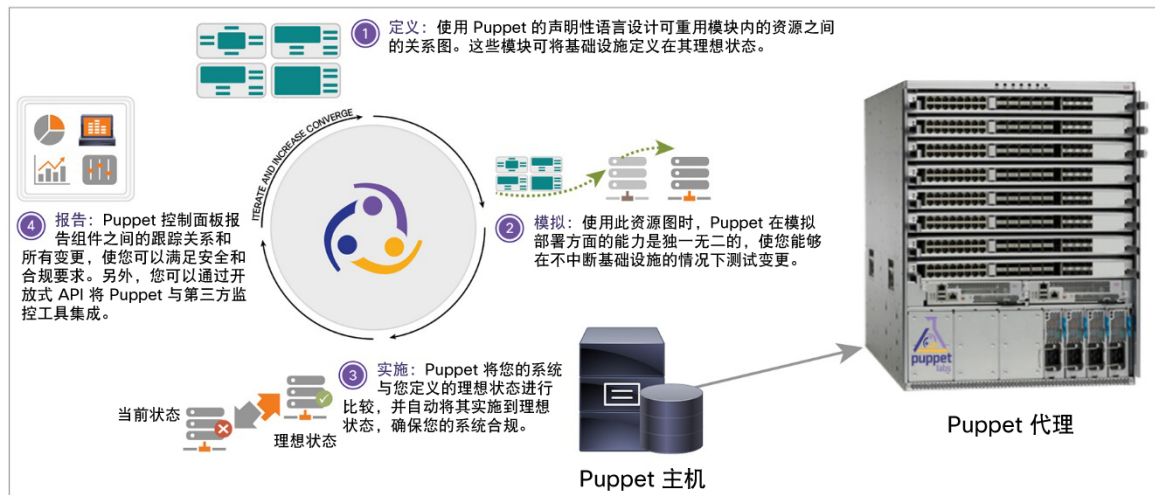 1
定义：使用 Puppet 的声明性语言设计可重用模块内的资源之间
的关系图。这些模块可将基础设施定义在其理想状态。
ITERATE AND INCREASE CONVERGE
2
模拟：使用此资源图时，Puppet 在模拟
部署方面的能力是独一无二的，使您能够
在不中断基础设施的情况下测试变更。
3
实施：Puppet 将您的系统
与您定义的理想状态进行
比较，并自动将其实施到理想
状态，确保您的系统合规。
当前状态
理想状态
4
报告：Puppet 控制面板报
告组件之间的跟踪关系和
所有变更，使您可以满足安全和
合规要求。另外，您可以通过开
放式 API 将 Puppet 与第三方监
控工具集成。
Puppet 主机
puppet
labs
Puppet 代理